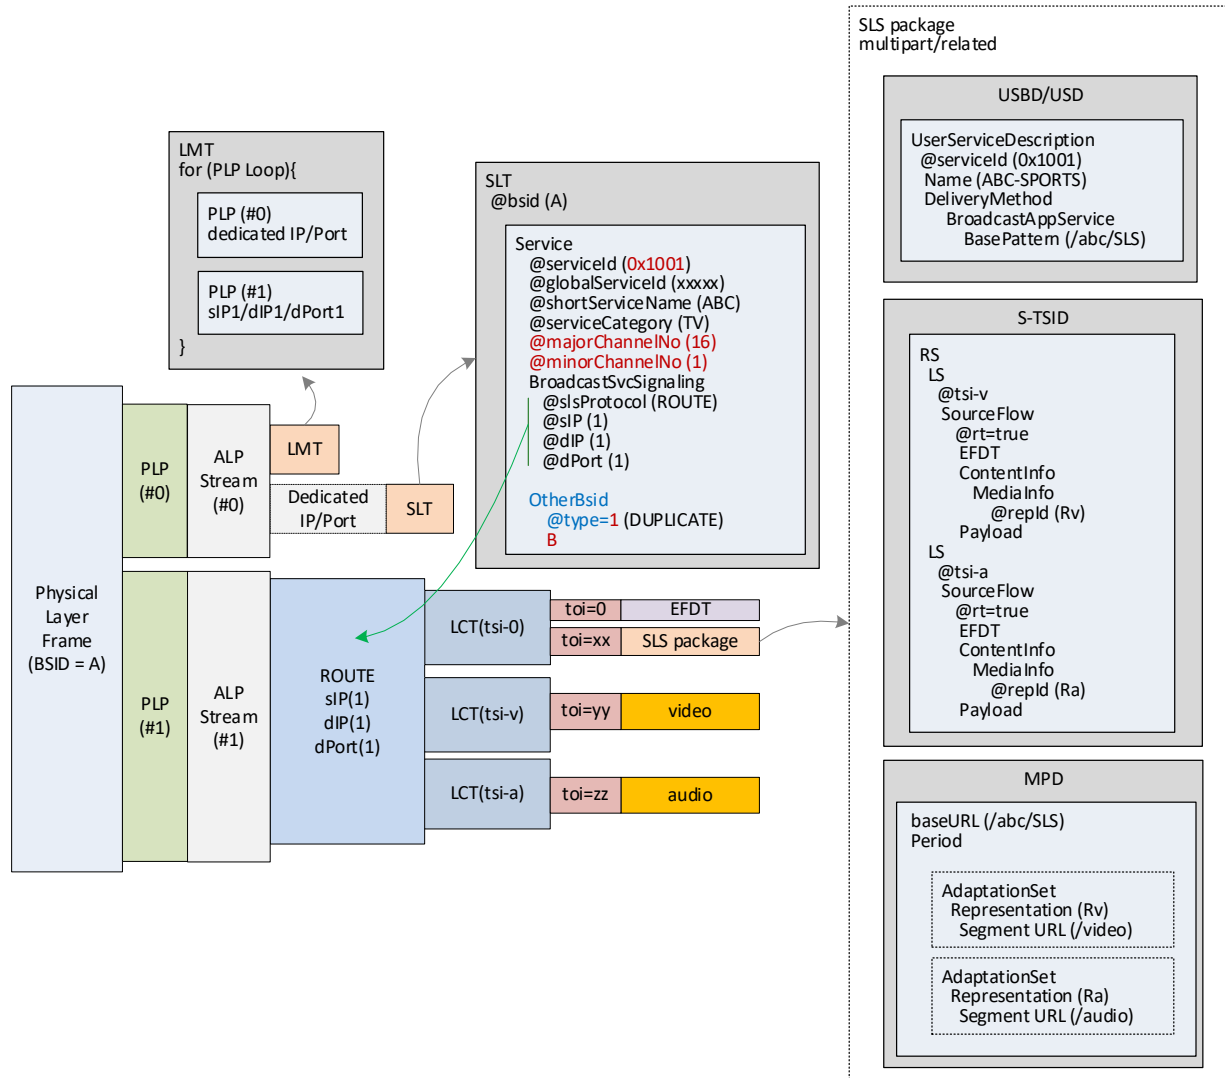 SLS package
multipart/related
USBD/USD
UserServiceDescription
@serviceId (0x1001)
Name (ABC-SPORTS)
DeliveryMethod
BroadcastAppService
BasePattern (/abc/SLS)
LMT
for (PLP Loop){
PLP (#0)
dedicated IP/Port
PLP (#1)
sIP1/dIP1/dPort1
}
SLT
@bsid (A)
Service
@serviceId (0x1001)
@globalServiceId (xxxxx)
@shortServiceName (ABC)
@serviceCategory (TV)
@majorChannelNo (16)
@minorChannelNo (1)
BroadcastSvcSignaling
@slsProtocol (ROUTE)
@sIP (1)
@dIP (1)
@dPort (1)
OtherBsid
@type=1 (DUPLICATE)
B
S-TSID
RS
LS
@tsi-v
SourceFlow
@rt=true
EFDT
ContentInfo
MediaInfo
@repId (Rv)
Payload
LS
@tsi-a
SourceFlow
@rt=true
EFDT
ContentInfo
MediaInfo
@repId (Ra)
Payload
Physical
Layer
Frame
(BSID = A)
PLP
(#0)
ALP
Stream
(#0)
LMT
Dedicated
IP/Port
SLT
PLP
(#1)
ALP
Stream
(#1)
ROUTE
sIP(1)
dIP(1)
dPort(1)
LCT(tsi-0)
toi=0
EFDT
toi=xx
SLS package
LCT(tsi-v)
toi=yy
video
LCT(tsi-a)
toi=zz
audio
MPD
baseURL (/abc/SLS)
Period
AdaptationSet
Representation (Rv)
Segment URL (/video)
AdaptationSet
Representation (Ra)
Segment URL (/audio)